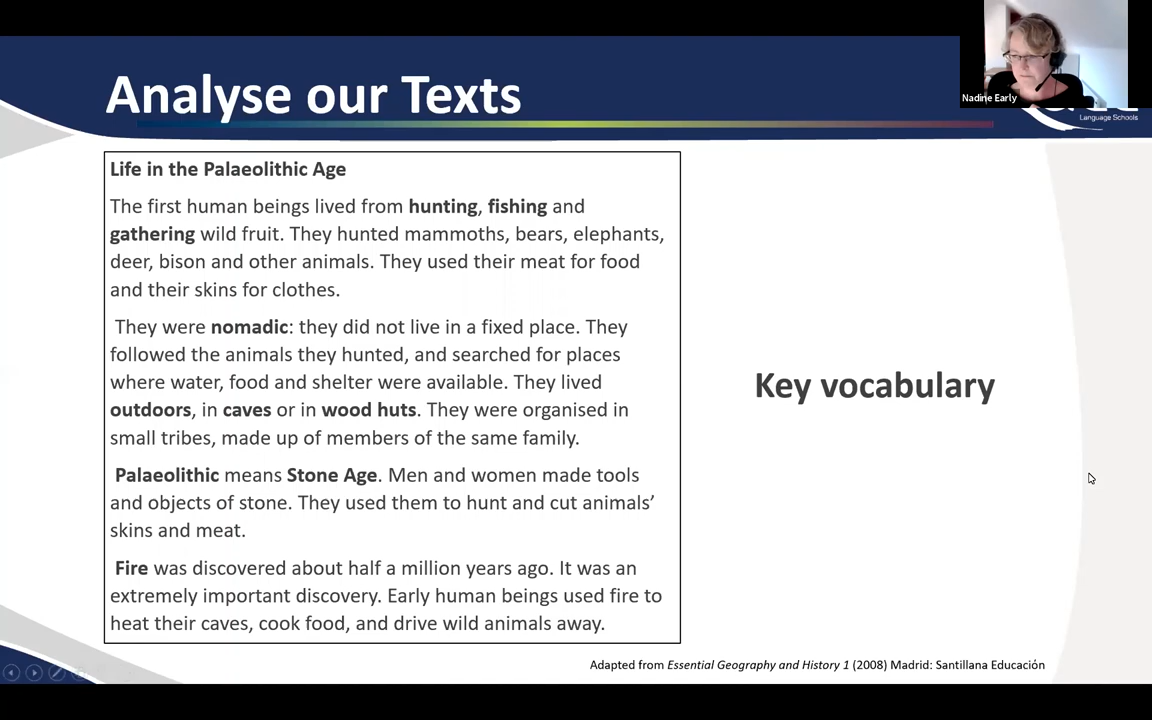 Nadine Early
Analyse our Texts
Language Schools
Life in the Palaeolithic Age
The first human beings lived from hunting, fishing and
gathering wild fruit. They hunted mammoths, bears, elephants,
deer, bison and other animals. They used their meat for food
and their skins for clothes.
They were nomadic: they did not live in a fixed place. They
followed the animals they hunted, and searched for places
where water, food and shelter were available. They lived
outdoors, in caves or in wood huts. They were organised in
small tribes, made up of members of the same family.
Palaeolithic means Stone Age. Men and women made tools
and objects of stone. They used them to hunt and cut animals’
skins and meat.
Fire was discovered about half a million years ago. It was an
extremely important discovery. Early human beings used fire to
heat their caves, cook food, and drive wild animals away.
Key vocabulary
Adapted from Essential Geography and History 1 (2008) Madrid: Santillana Educación